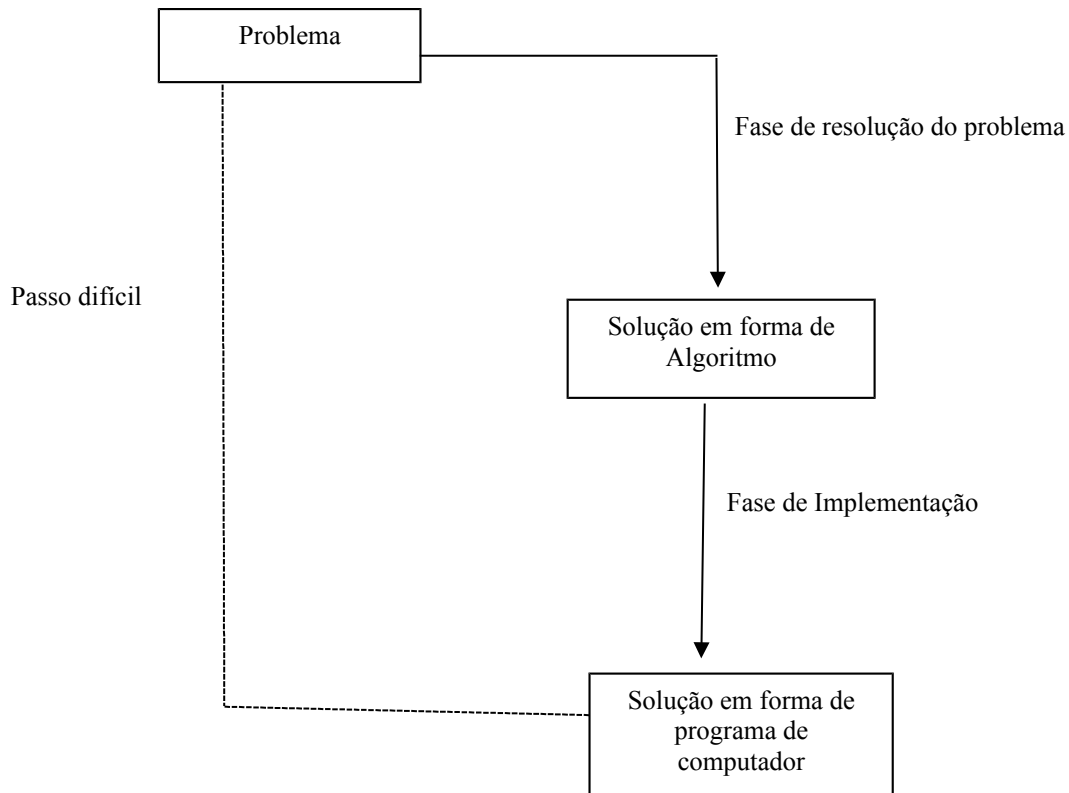 Problema
Fase de resolução do problema
Passo difícil
Solução em forma de
Algoritmo
Fase de Implementação
Solução em forma de
programa de
computador